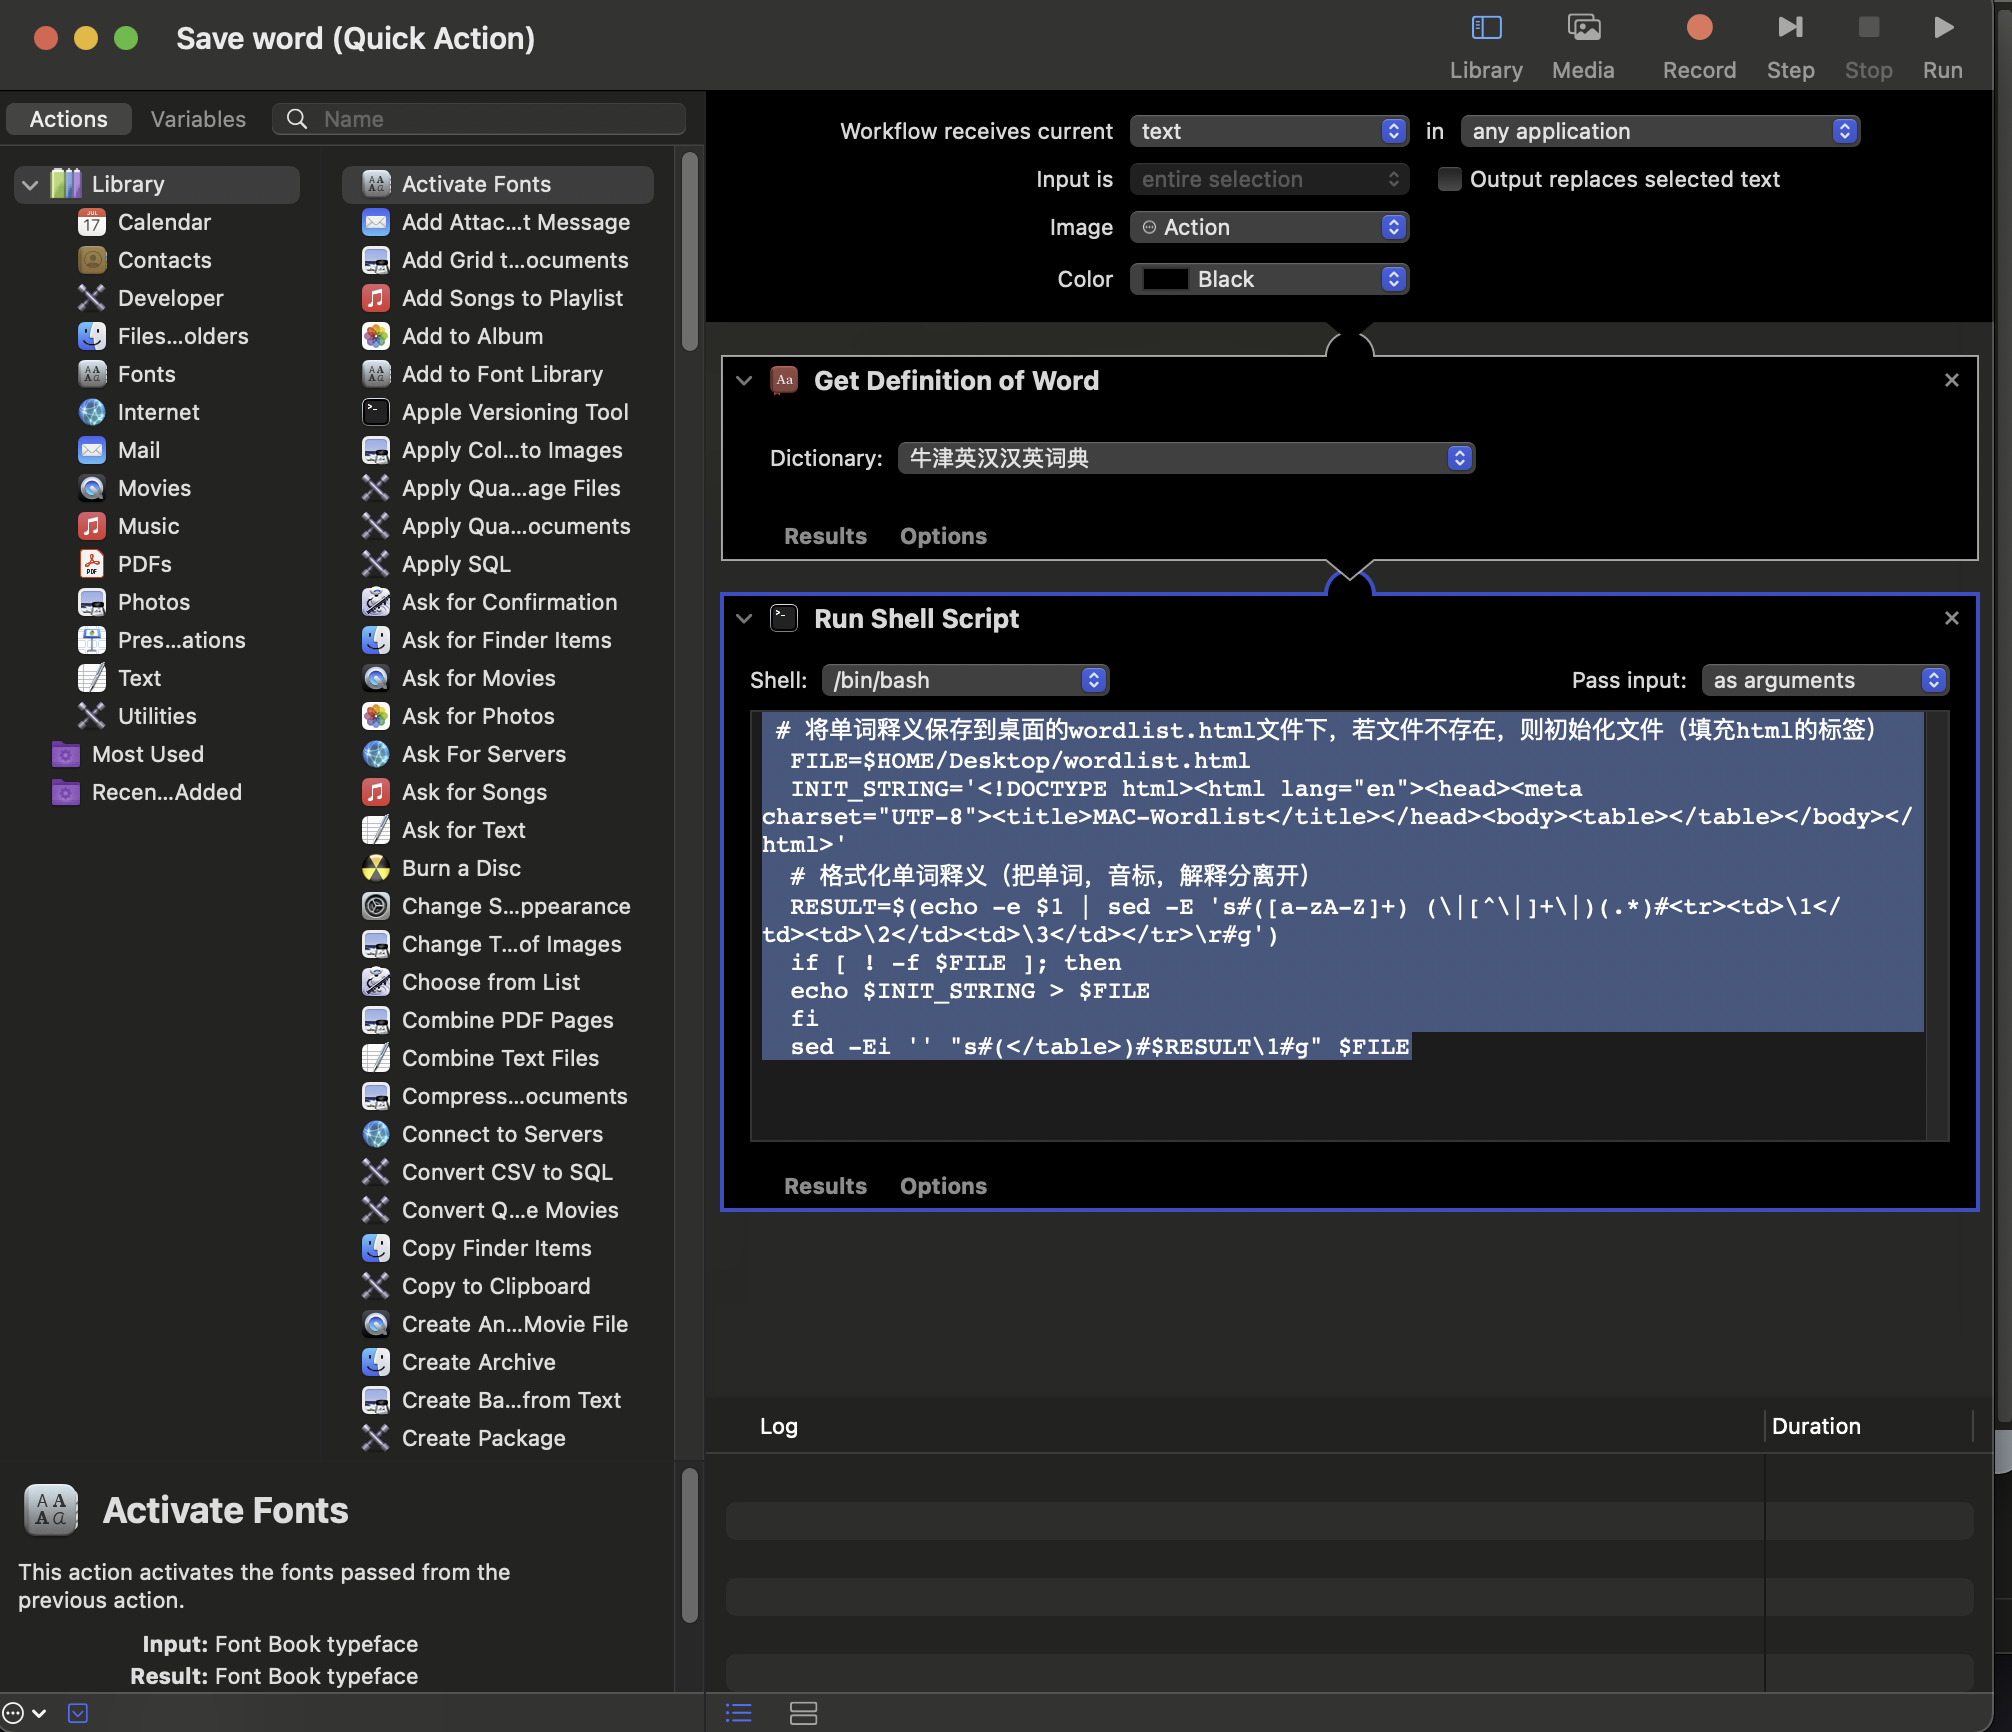 Save word (Quick Action)
Library
Media
Record
Step
Stop
Run
Actions
Variables
Name
Library
Calendar
Contacts
Developer
Files...olders
Fonts
Internet
Mail
Movies
Music
PDFs
Photos
Pres...ations
Text
Utilities
Most Used
Recen...Added
Activate Fonts
Add Attac...t Message
Add Grid t...ocuments
Add Songs to Playlist
Add to Album
Add to Font Library
Apple Versioning Tool
Apply Col...to Images
Apply Qua...age Files
Apply Qua...ocuments
Apply SQL
Ask for Confirmation
Ask for Finder Items
Ask for Movies
Ask for Photos
Ask For Servers
Ask for Songs
Ask for Text
Burn a Disc
Change S...ppearance
Change T...of Images
Choose from List
Combine PDF Pages
Combine Text Files
Compress...ocuments
Connect to Servers
Convert CSV to SQL
Convert Q...e Movies
Copy Finder Items
Copy to Clipboard
Create An...Movie File
Create Archive
Create Ba...from Text
Create Package
Activate Fonts
This action activates the fonts passed from the
previous action.
Input: Font Book typeface
Result: Font Book typeface
Workflow receives current text in any application
Input is entire selection Output replaces selected text
Image Action
Color Black
Get Definition of Word
Dictionary: 牛津英汉汉英词典
Results Options
Run Shell Script
Shell: /bin/bash Pass input: as arguments
# 将单词释义保存到桌面的wordlist.html文件下，若文件不存在，则初始化文件（填充html的标签）
FILE=$HOME/Desktop/wordlist.html
INIT_STRING='<!DOCTYPE html><html lang="en"><head><meta
charset="UTF-8"><title>MAC-Wordlist</title></head><body><table></table></body></
html>'
# 格式化单词释义（把单词，音标，解释分离开）
RESULT=$(echo -e $1 | sed -E 's#([a-zA-Z]+) (\|[^\|]+\|)(.*)#<tr><td>\1</
td><td>\2</td><td>\3</td></tr>\r#g')
if [ ! -f $FILE ]; then
echo $INIT_STRING > $FILE
fi
sed -Ei '' "s#(</table>)#$RESULT\1#g" $FILE
Results Options
Log Duration